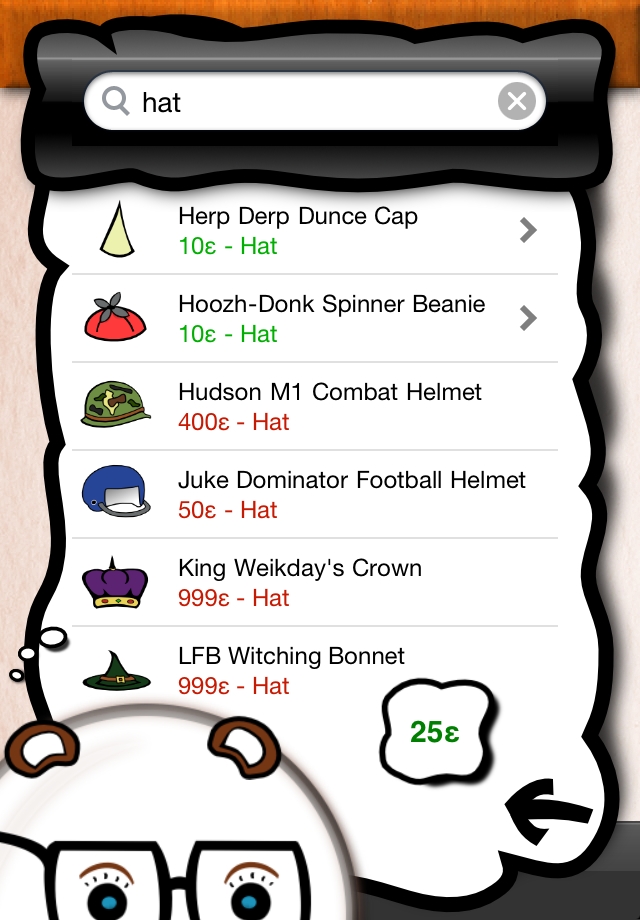 hat
Herp Derp Dunce Cap
10ε - Hat
Hoozh-Donk Spinner Beanie
10ε - Hat
Hudson M1 Combat Helmet
400ε - Hat
Juke Dominator Football Helmet
50ε - Hat
King Weikday's Crown
999ε - Hat
LFB Witching Bonnet
999ε - Hat
25ε